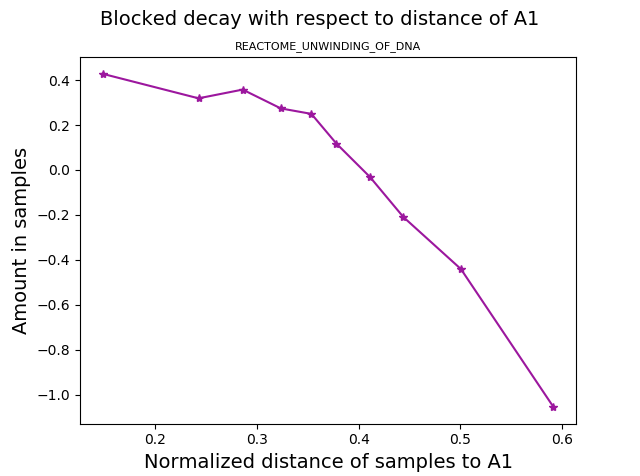 Blocked decay with respect to distance of A1
REACTOME_UNWINDING_OF_DNA
Amount in samples
0.4
0.2
0.0
−0.2
−0.4
−0.6
−0.8
−1.0
0.2 0.3 0.4 0.5 0.6
Normalized distance of samples to A1